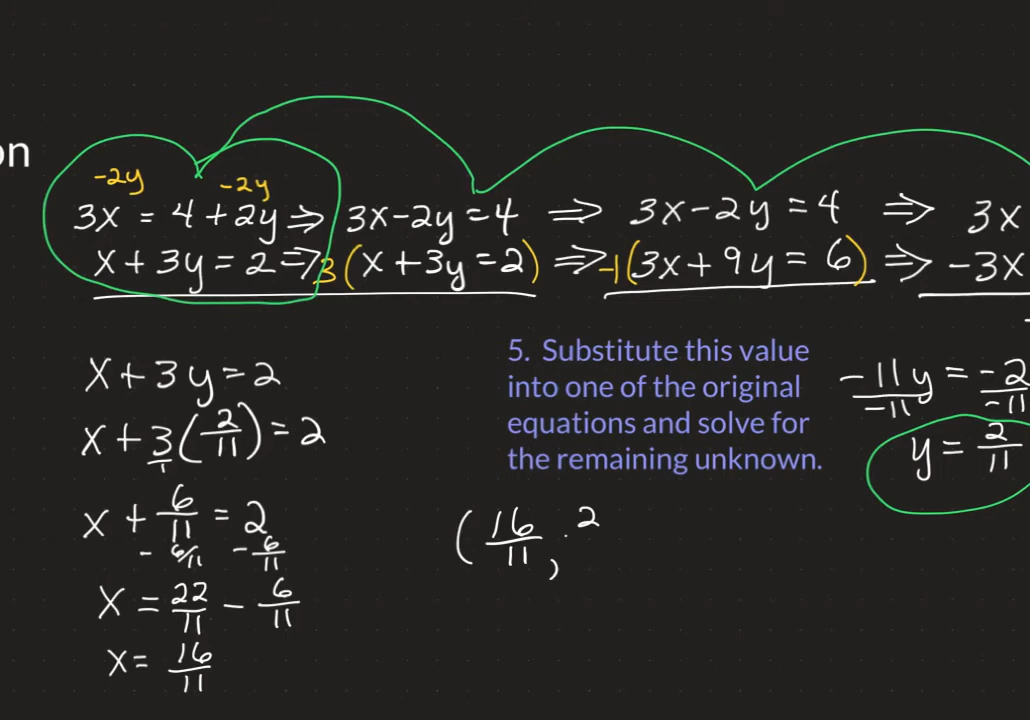 on
-2y -2y
3x = 4 + 2y ⇒ 3x - 2y = 4 ⇒ 3x - 2y = 4 ⇒ 3x
x + 3y = 2 ⇒ 3(x + 3y = 2) ⇒ -1(3x + 9y = 6) ⇒ -3x
x + 3y = 2
x + 3/1 (2/11) = 2
x + 6/11 = 2
- 6/11 - 6/11
x = 22/11 - 6/11
x = 16/11
5. Substitute this value
into one of the original
equations and solve for
the remaining unknown.
(16/11, 2
-11y = -2
-11 -11
y = 2/11